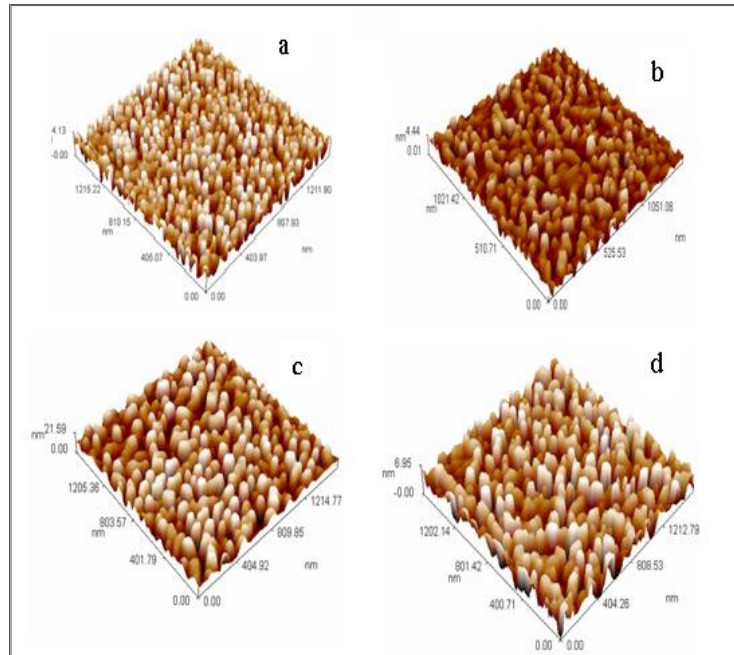 a
4.13
-0.00
1215.22
810.15
nm
405.07
0.00
0.00
403.97
807.93
1211.90
nm
b
nm 4.44
0.01
1021.42
nm
510.71
0.00
0.00
525.53
1051.06
nm
c
21.59
nm
0.00
1205.36
803.57
nm
401.79
0.00
0.00
404.92
809.85
1214.77
nm
d
6.95
nm
-0.00
1202.14
801.42
nm
400.71
0.00
0.00
404.26
808.53
1212.79
nm